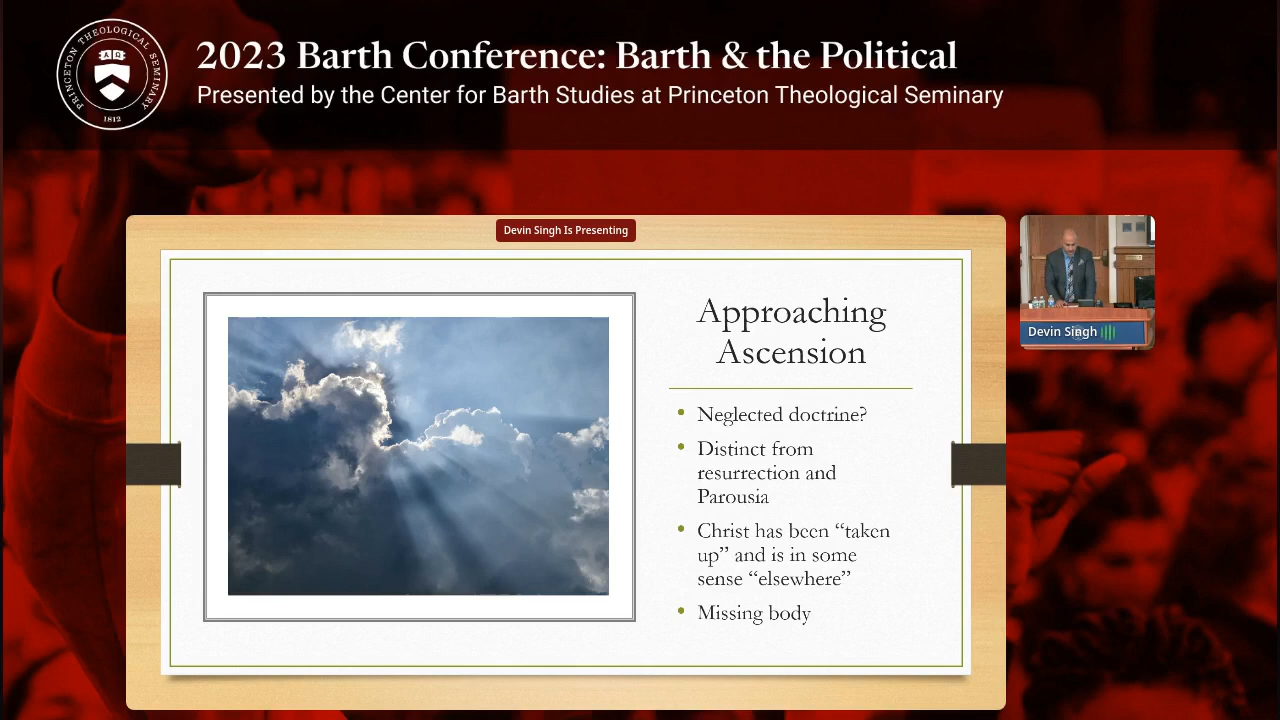 PRINCETON THEOLOGICAL SEMINARY
1812
2023 Barth Conference: Barth & the Political
Presented by the Center for Barth Studies at Princeton Theological Seminary
Devin Singh Is Presenting
Approaching
Ascension
Neglected doctrine?
Distinct from
resurrection and
Parousia
Christ has been “taken
up” and is in some
sense “elsewhere”
Missing body
Devin Singh